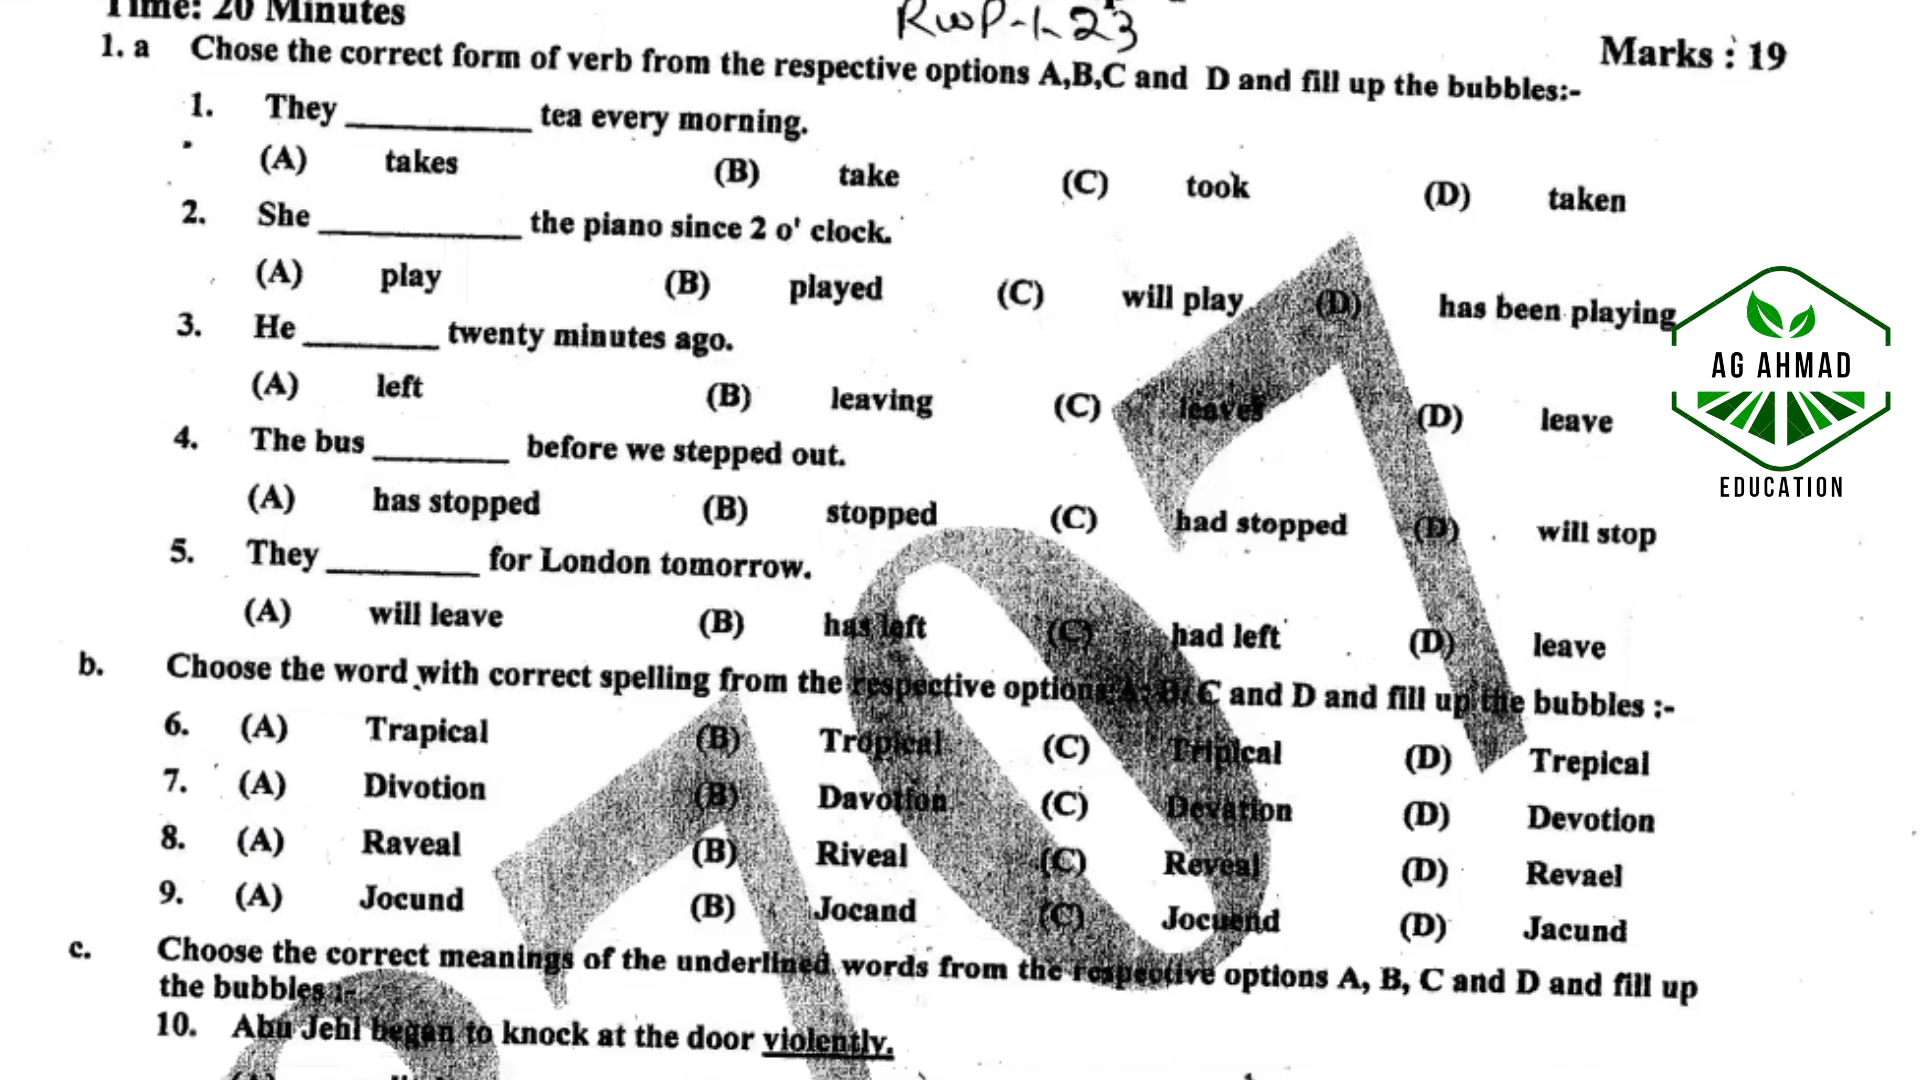 Time: 20 Minutes
RWP-1-23
Marks : 19
1. a Chose the correct form of verb from the respective options A,B,C and D and fill up the bubbles:-
1. They __________ tea every morning.
(A) takes (B) take (C) took (D) taken
2. She __________ the piano since 2 o' clock.
(A) play (B) played (C) will play (D) has been playing
3. He __________ twenty minutes ago.
(A) left (B) leaving (C) leaves (D) leave
4. The bus __________ before we stepped out.
(A) has stopped (B) stopped (C) had stopped (D) will stop
5. They __________ for London tomorrow.
(A) will leave (B) has left (C) had left (D) leave
b. Choose the word with correct spelling from the respective options A, B, C and D and fill up the bubbles :-
6. (A) Trapical (B) Tropical (C) Tripical (D) Trepical
7. (A) Divotion (B) Davotion (C) Devation (D) Devotion
8. (A) Raveal (B) Riveal (C) Reveal (D) Revael
9. (A) Jocund (B) Jocand (C) Jocuend (D) Jacund
c. Choose the correct meanings of the underlined words from the respective options A, B, C and D and fill up
the bubbles :-
10. Abu Jehl began to knock at the door violently.
AG AHMAD
EDUCATION